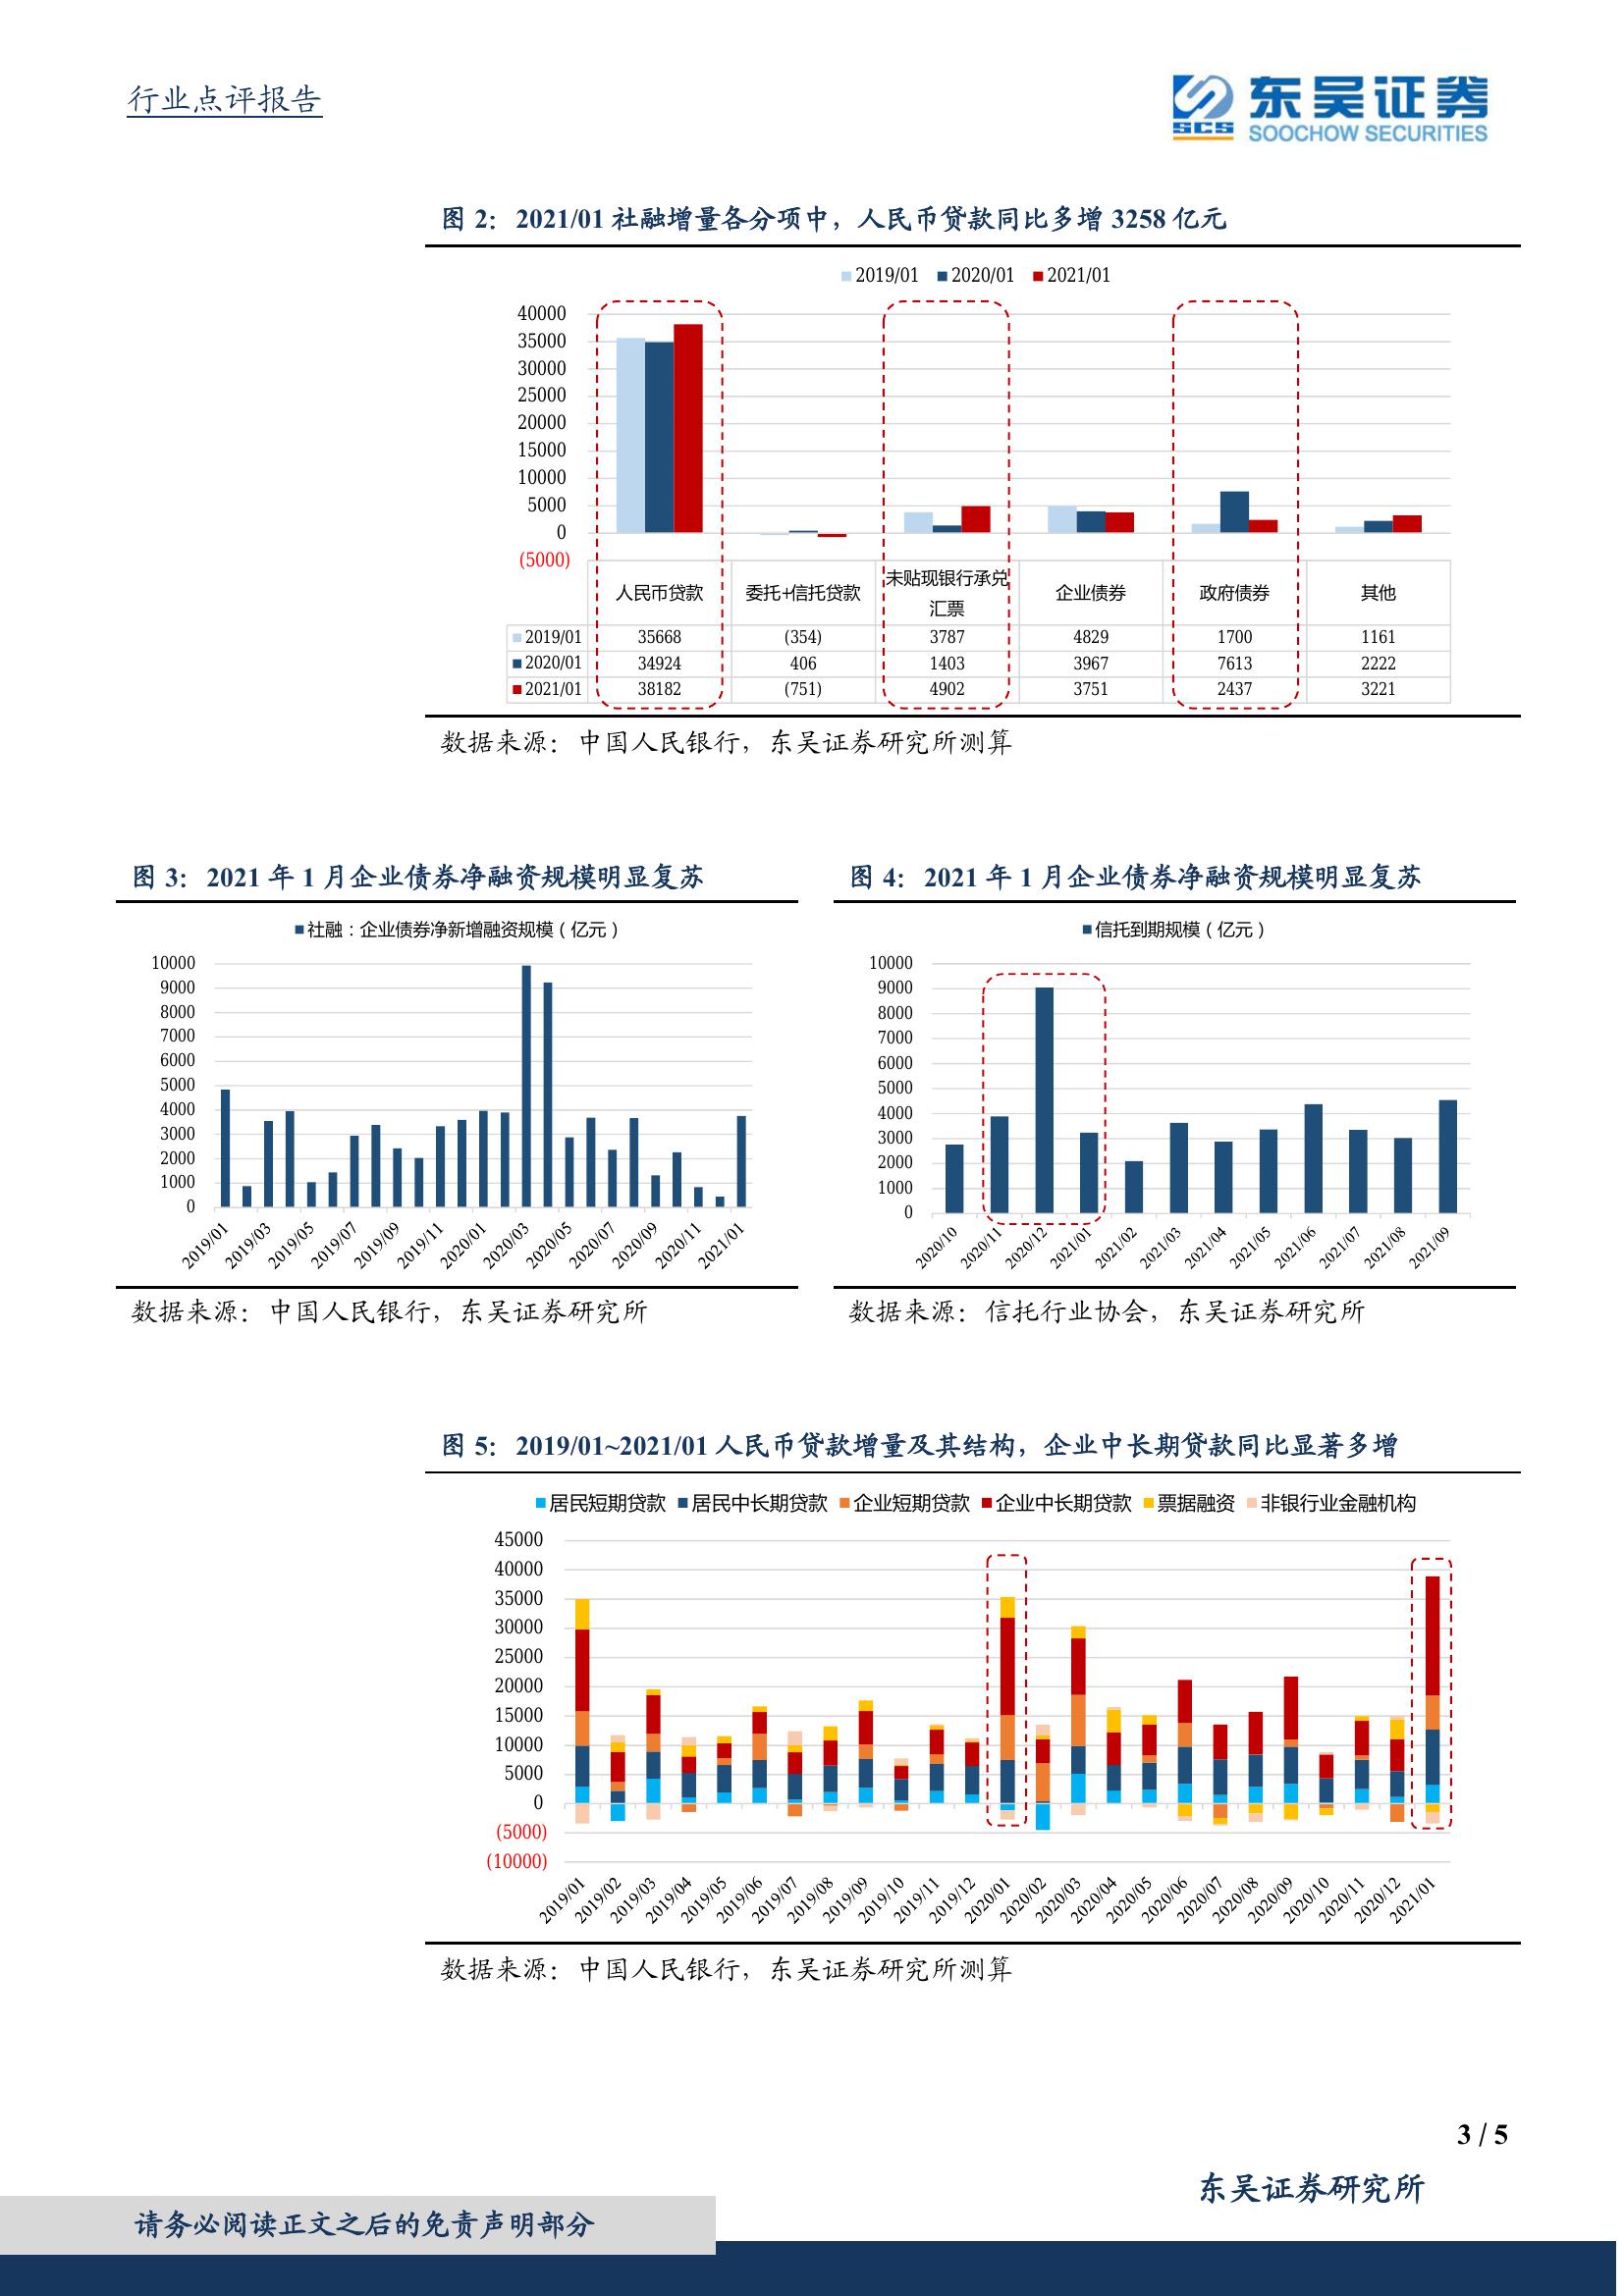 行业点评报告
SCS
东吴证券
SOOCHOW SECURITIES
图 2： 2021/01 社融增量各分项中，人民币贷款同比多增 3258 亿元
2019/01 2020/01 2021/01
40000
35000
30000
25000
20000
15000
10000
5000
0
(5000)
人民币贷款 委托+信托贷款 未贴现银行承兑汇票 企业债券 政府债券 其他
2019/01 35668 (354) 3787 4829 1700 1161
2020/01 34924 406 1403 3967 7613 2222
2021/01 38182 (751) 4902 3751 2437 3221
数据来源：中国人民银行，东吴证券研究所测算
图 3： 2021 年 1 月企业债券净融资规模明显复苏
社融：企业债券净新增融资规模（亿元）
10000
9000
8000
7000
6000
5000
4000
3000
2000
1000
0
2019/01 2019/03 2019/05 2019/07 2019/09 2019/11 2020/01 2020/03 2020/05 2020/07 2020/09 2020/11 2021/01
数据来源：中国人民银行，东吴证券研究所
图 4： 2021 年 1 月企业债券净融资规模明显复苏
信托到期规模（亿元）
10000
9000
8000
7000
6000
5000
4000
3000
2000
1000
0
2020/10 2020/11 2020/12 2021/01 2021/02 2021/03 2021/04 2021/05 2021/06 2021/07 2021/08 2021/09
数据来源：信托行业协会，东吴证券研究所
图 5： 2019/01~2021/01 人民币贷款增量及其结构，企业中长期贷款同比显著多增
居民短期贷款 居民中长期贷款 企业短期贷款 企业中长期贷款 票据融资 非银行业金融机构
45000
40000
35000
30000
25000
20000
15000
10000
5000
0
(5000)
(10000)
2019/01 2019/02 2019/03 2019/04 2019/05 2019/06 2019/07 2019/08 2019/09 2019/10 2019/11 2019/12 2020/01 2020/02 2020/03 2020/04 2020/05 2020/06 2020/07 2020/08 2020/09 2020/10 2020/11 2020/12 2021/01
数据来源：中国人民银行，东吴证券研究所测算
3 / 5
东吴证券研究所
请务必阅读正文之后的免责声明部分